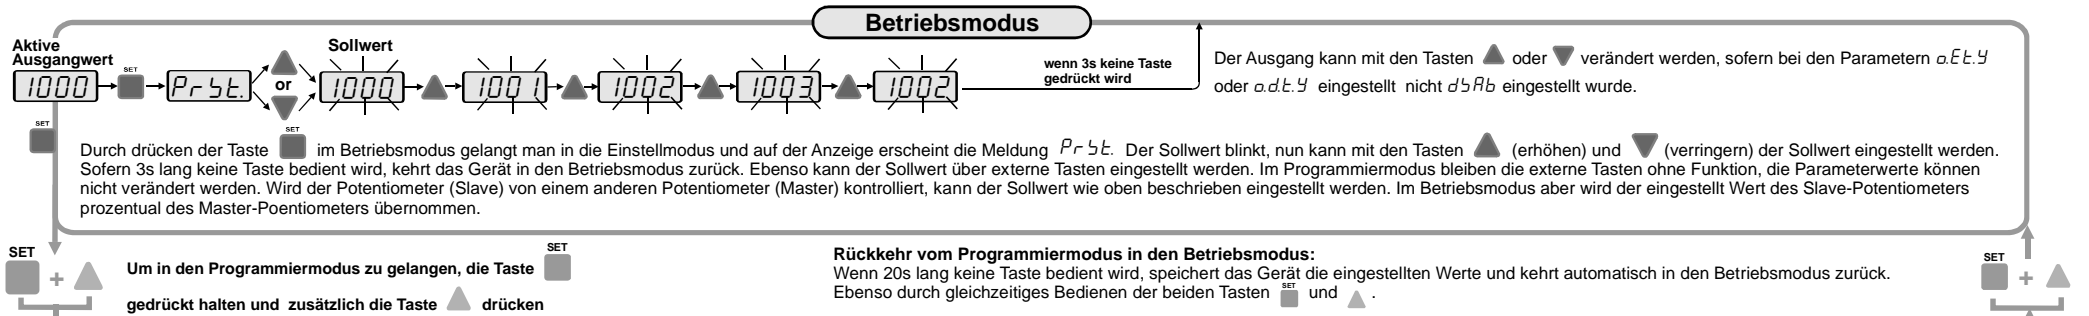 Betriebsmodus
Aktive
Ausgangwert
Sollwert
1000
SET
PrSt.
or
1000
1001
1002
1003
1002
wenn 3s keine Taste
gedrückt wird
Der Ausgang kann mit den Tasten ▲ oder ▼ verändert werden, sofern bei den Parametern o.Et.Y
oder o.d.t.Y eingestellt nicht dSAb eingestellt wurde.
SET
SET
Durch drücken der Taste im Betriebsmodus gelangt man in die Einstellmodus und auf der Anzeige erscheint die Meldung PrSt. Der Sollwert blinkt, nun kann mit den Tasten ▲ (erhöhen) und ▼ (verringern) der Sollwert eingestellt werden.
Sofern 3s lang keine Taste bedient wird, kehrt das Gerät in den Betriebsmodus zurück. Ebenso kann der Sollwert über externe Tasten eingestellt werden. Im Programmiermodus bleiben die externe Tasten ohne Funktion, die Parameterwerte können
nicht verändert werden. Wird der Potentiometer (Slave) von einem anderen Potentiometer (Master) kontrolliert, kann der Sollwert wie oben beschrieben eingestellt werden. Im Betriebsmodus aber wird der eingestellt Wert des Slave-Potentiometers
prozentual des Master-Poentiometers übernommen.
SET
+
Um in den Programmiermodus zu gelangen, die Taste
SET
gedrückt halten und zusätzlich die Taste ▲ drücken
Rückkehr vom Programmiermodus in den Betriebsmodus:
Wenn 20s lang keine Taste bedient wird, speichert das Gerät die eingestellten Werte und kehrt automatisch in den Betriebsmodus zurück.
Ebenso durch gleichzeitiges Bedienen der beiden Tasten SET und ▲ .
SET
+